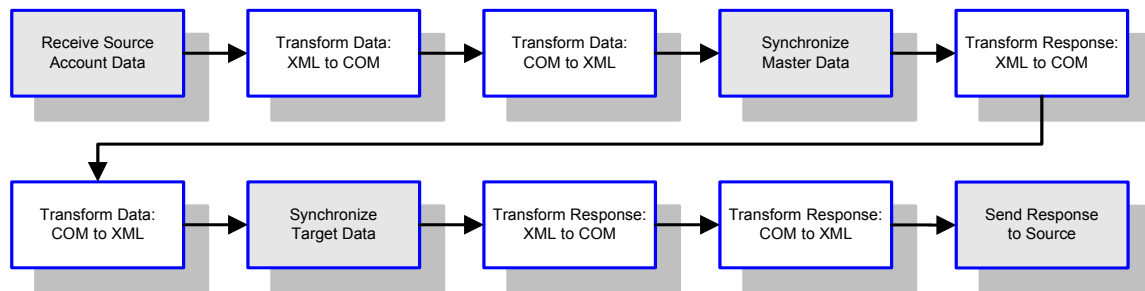 Receive Source
Account Data
Transform Data:
XML to COM
Transform Data:
COM to XML
Synchronize
Master Data
Transform Response:
XML to COM
Transform Data:
COM to XML
Synchronize
Target Data
Transform Response:
XML to COM
Transform Response:
COM to XML
Send Response
to Source